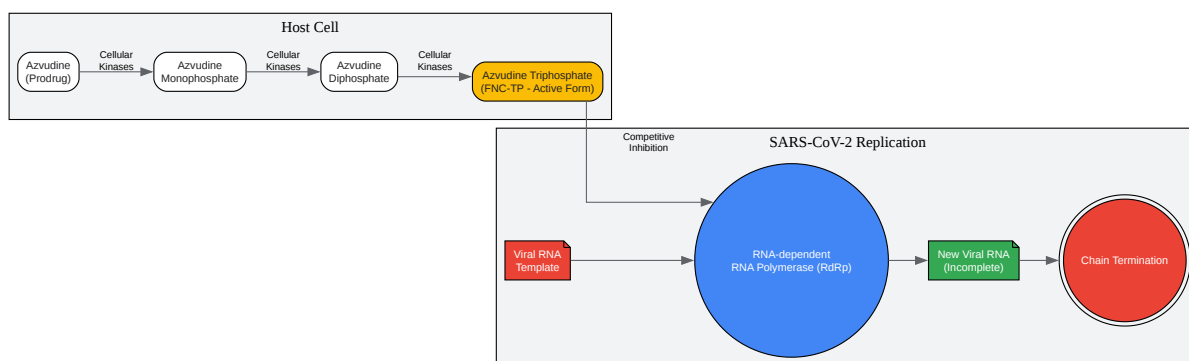 Host Cell
Azvudine
(Prodrug)
Cellular
Kinases
Azvudine
Monophosphate
Cellular
Kinases
Azvudine
Diphosphate
Cellular
Kinases
Azvudine Triphosphate
(FNC-TP - Active Form)
Competitive
Inhibition
SARS-CoV-2 Replication
Viral RNA
Template
RNA-dependent
RNA Polymerase (RdRp)
New Viral RNA
(Incomplete)
Chain Termination